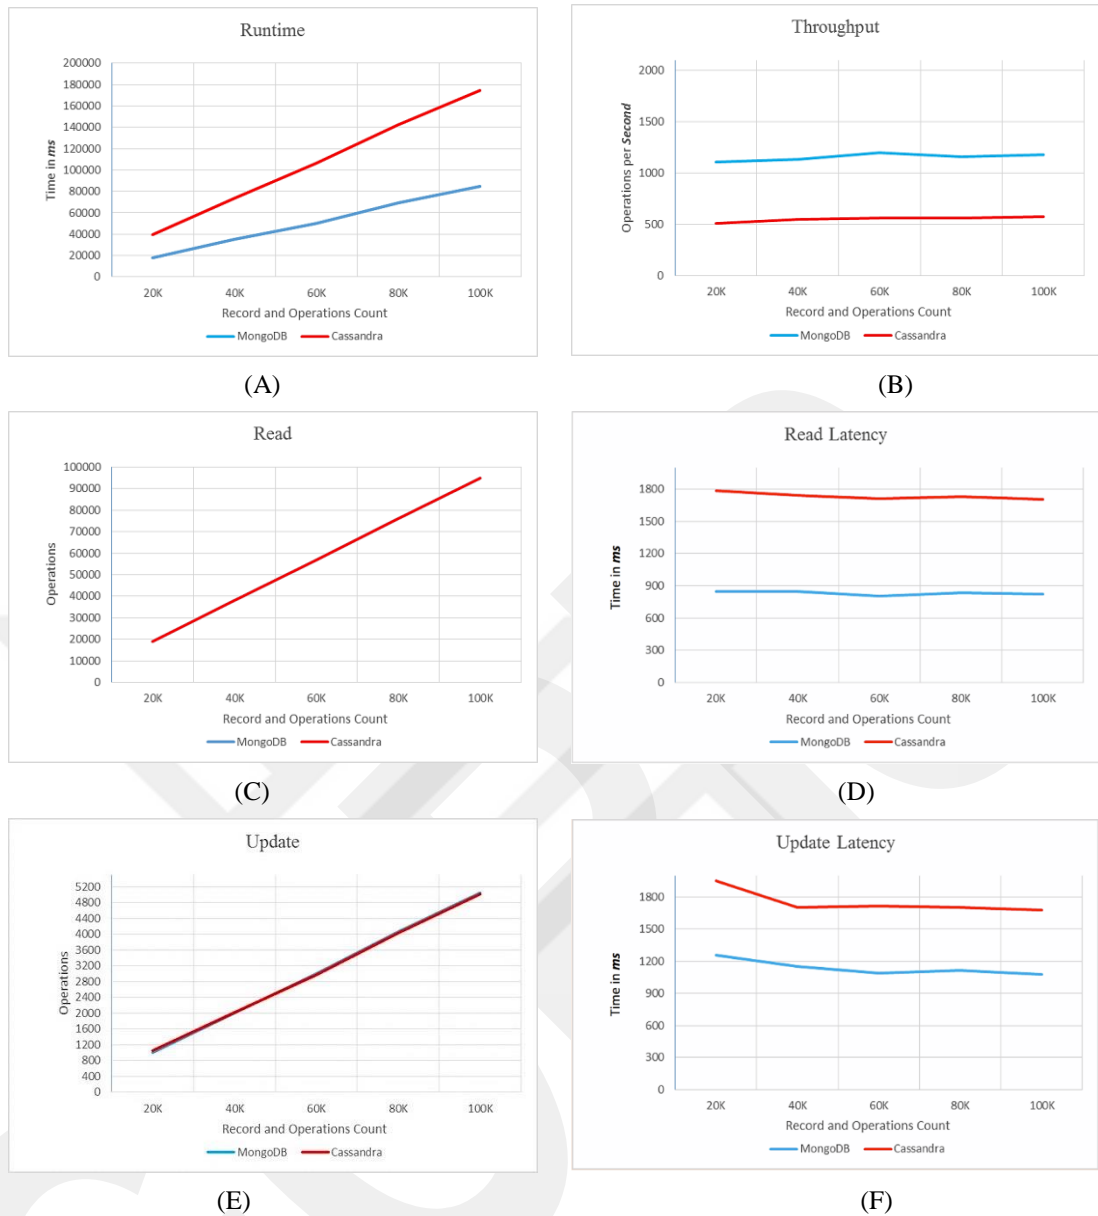 Runtime
Time in ms
200000
180000
160000
140000
120000
100000
80000
60000
40000
20000
0
20K 40K 60K 80K 100K
Record and Operations Count
MongoDB Cassandra
(A)
Throughput
Operations per Second
2000
1500
1000
500
0
20K 40K 60K 80K 100K
Record and Operations Count
MongoDB Cassandra
(B)
Read
Operations
100000
90000
80000
70000
60000
50000
40000
30000
20000
10000
0
20K 40K 60K 80K 100K
Record and Operations Count
MongoDB Cassandra
(C)
Read Latency
Time in ms
1800
1500
1200
900
600
300
0
20K 40K 60K 80K 100K
Record and Operations Count
MongoDB Cassandra
(D)
Update
Operations
5200
4800
4400
4000
3600
3200
2800
2400
2000
1600
1200
800
400
0
20K 40K 60K 80K 100K
Record and Operations Count
MongoDB Cassandra
(E)
Update Latency
Time in ms
1800
1500
1200
900
600
300
0
20K 40K 60K 80K 100K
Record and Operations Count
MongoDB Cassandra
(F)